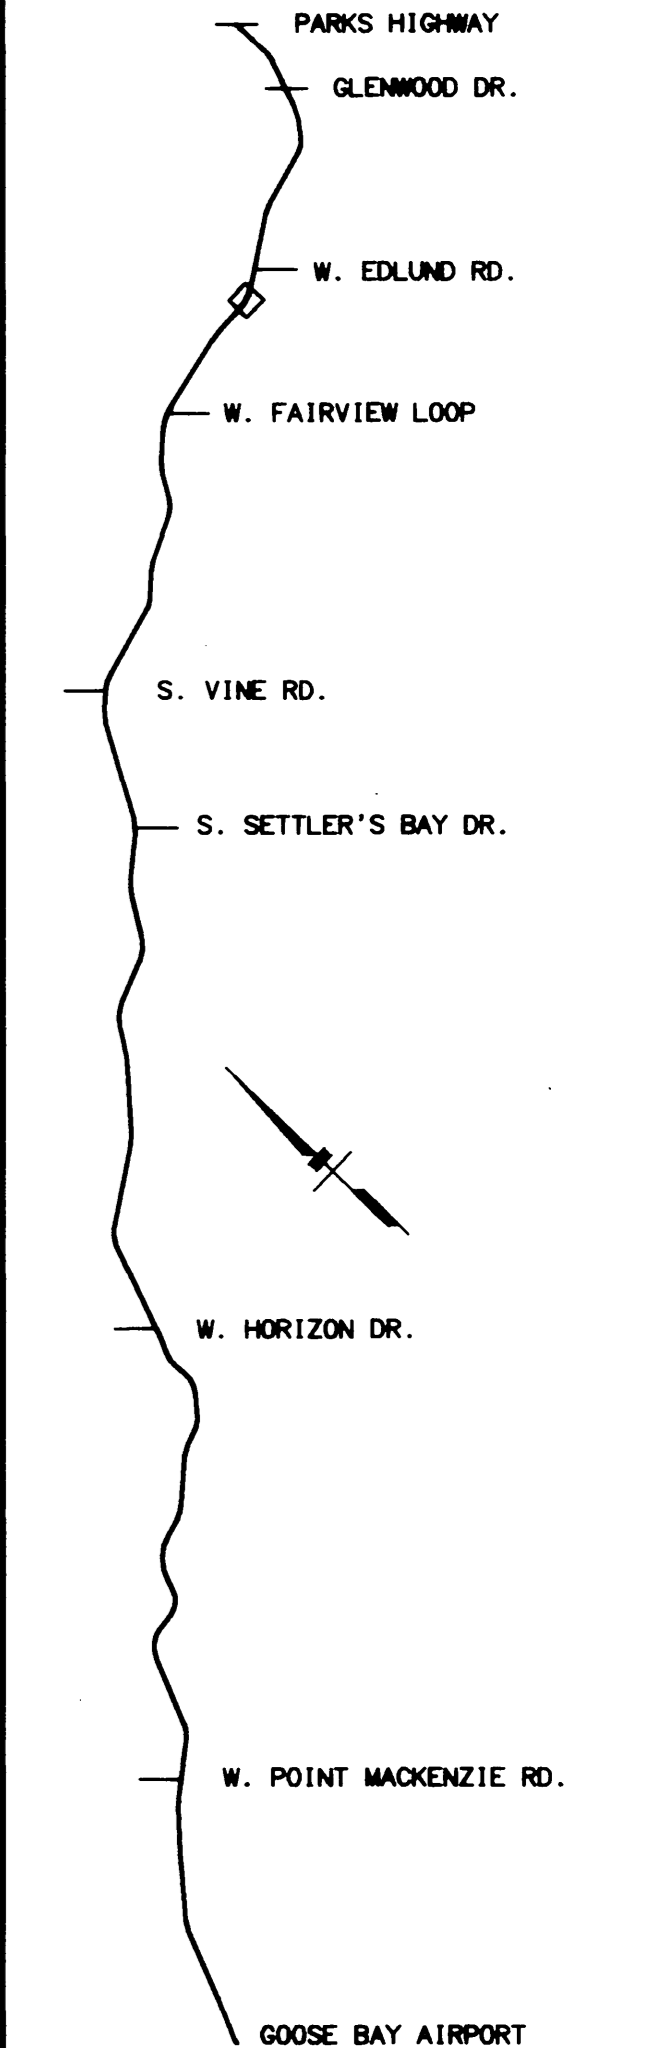 PARKS HIGHWAY
GLENWOOD DR.
W. EDLUND RD.
W. FAIRVIEW LOOP
S. VINE RD.
S. SETTLER'S BAY DR.
W. HORIZON DR.
W. POINT MACKENZIE RD.
GOOSE BAY AIRPORT